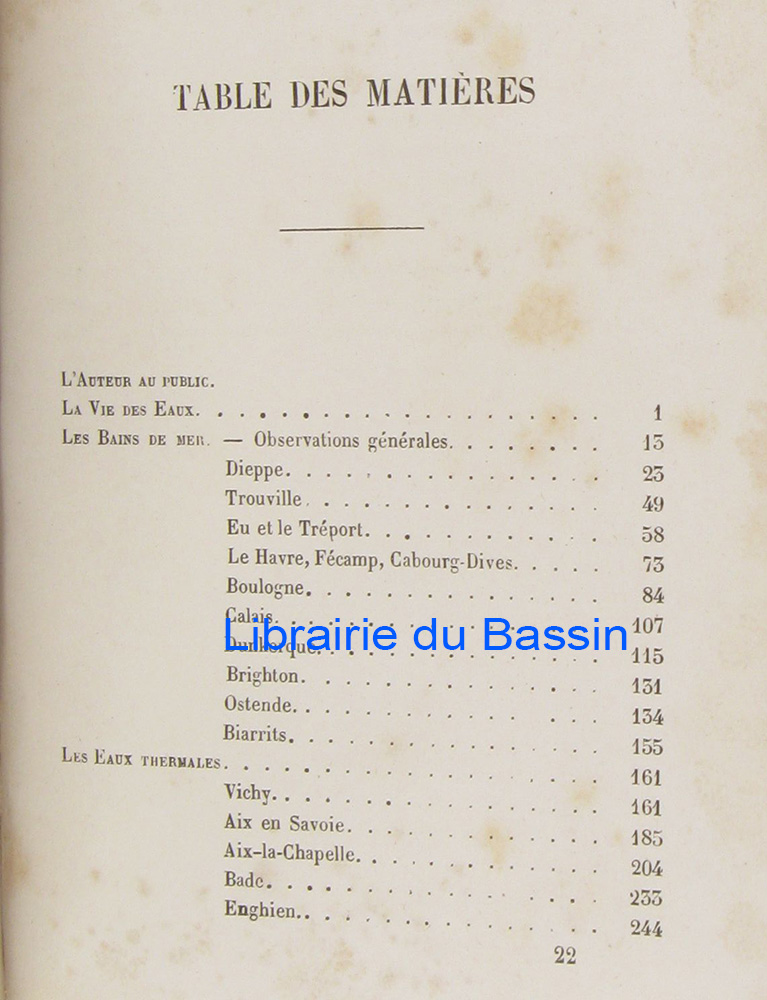 TABLE DES MATIÈRES
L'AUTEUR AU PUBLIC.
LA VIE DES EAUX. . . . . . . . . . . . . . . . . . . 1
LES BAINS DE MER. — Observations générales. . . . . . . . 13
Dieppe. . . . . . . . . . . . . . . 23
Trouville. . . . . . . . . . . . . . 49
Eu et le Tréport. . . . . . . . . . . 58
Le Havre, Fécamp, Cabourg-Dives. . . . . 73
Boulogne. . . . . . . . . . . . . . 84
Calais. . . . . . . . . . . . . . . 107
Librairie du Bassin
Dunkerque. . . . . . . . . . . . . . 115
Brighton. . . . . . . . . . . . . . 131
Ostende. . . . . . . . . . . . . . 134
Biarrits. . . . . . . . . . . . . . 155
LES EAUX THERMALES. . . . . . . . . . . . . . . . . . 161
Vichy. . . . . . . . . . . . . . . 161
Aix en Savoie. . . . . . . . . . . . 185
Aix-la-Chapelle. . . . . . . . . . . . 204
Bade. . . . . . . . . . . . . . . . 233
Enghien. . . . . . . . . . . . . . . 244
22